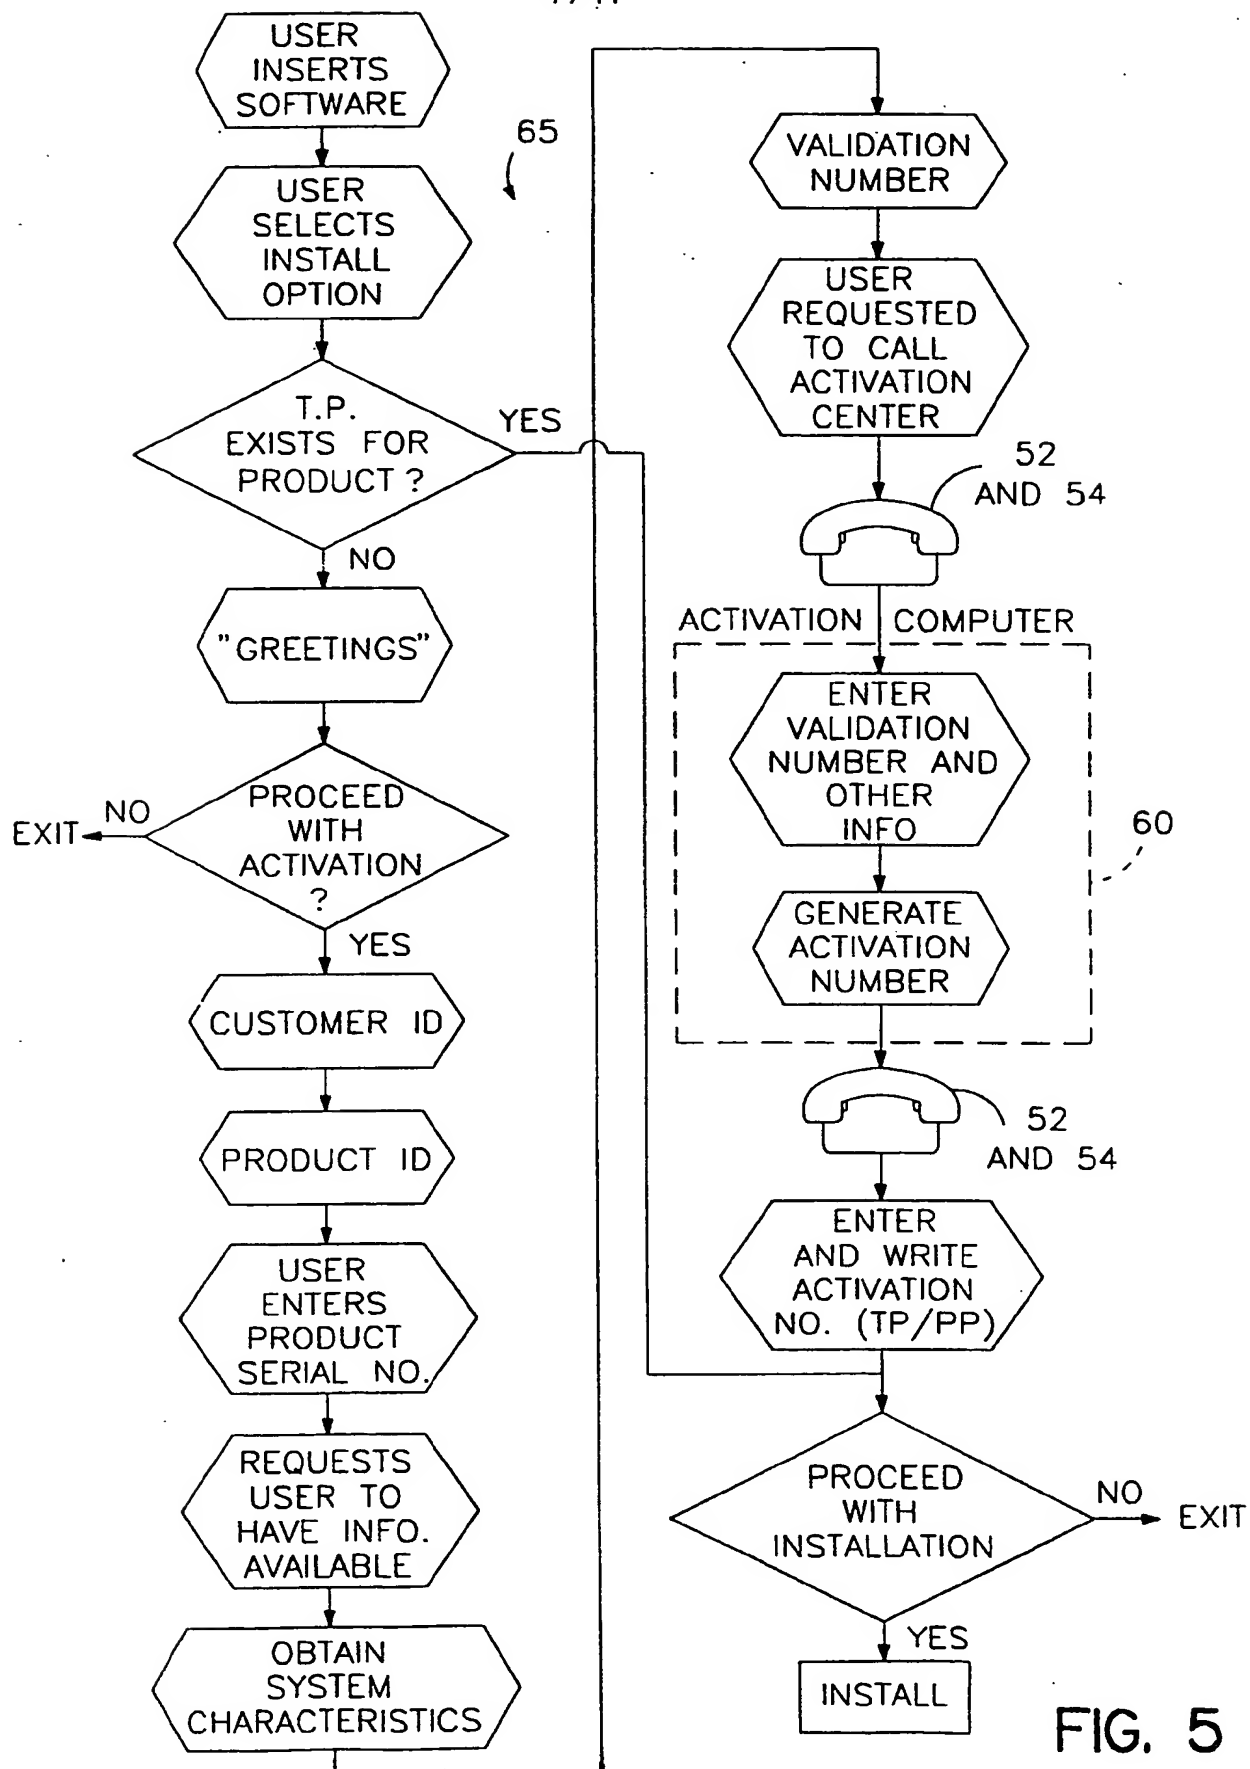 USER
INSERTS
SOFTWARE
65
USER
SELECTS
INSTALL
OPTION
T.P.
EXISTS FOR
PRODUCT ?
YES
NO
"GREETINGS"
PROCEED
WITH
ACTIVATION
?
NO
EXIT
YES
CUSTOMER ID
PRODUCT ID
USER
ENTERS
PRODUCT
SERIAL NO.
REQUESTS
USER TO
HAVE INFO.
AVAILABLE
OBTAIN
SYSTEM
CHARACTERISTICS
VALIDATION
NUMBER
USER
REQUESTED
TO CALL
ACTIVATION
CENTER
52
AND 54
ACTIVATION COMPUTER
ENTER
VALIDATION
NUMBER AND
OTHER
INFO
60
GENERATE
ACTIVATION
NUMBER
52
AND 54
ENTER
AND WRITE
ACTIVATION
NO. (TP/PP)
PROCEED
WITH
INSTALLATION
NO
EXIT
YES
INSTALL
FIG. 5